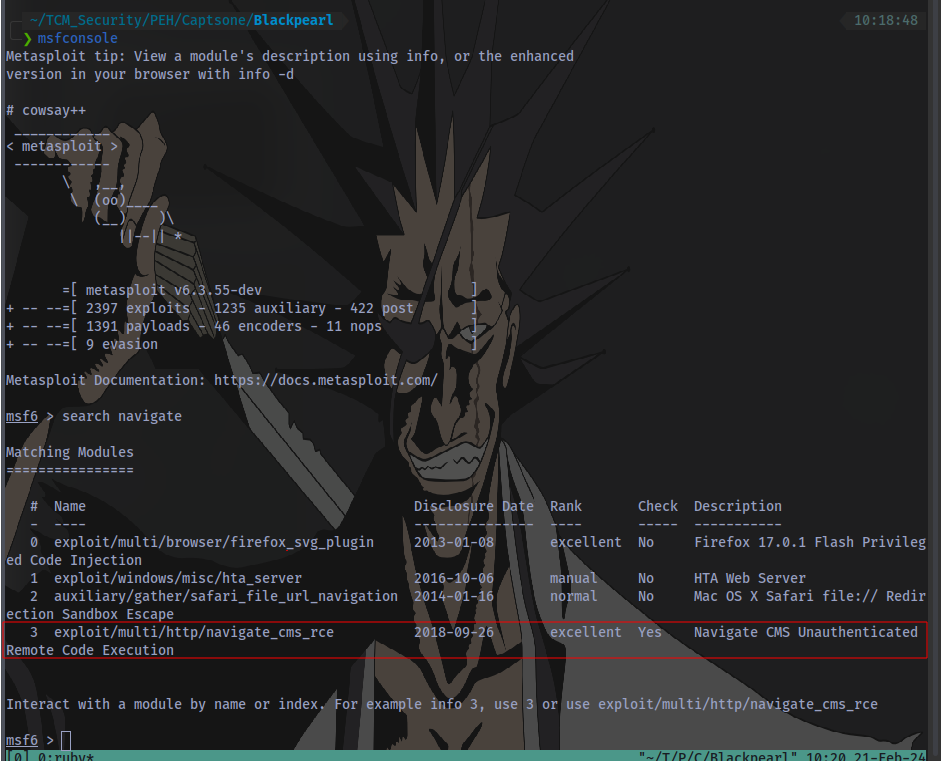 ~/TCM_Security/PEH/Captsone/Blackpearl 10:18:48
❯ msfconsole
Metasploit tip: View a module's description using info, or the enhanced
version in your browser with info -d

# cowsay++
 ____________
< metasploit >
 ------------
       \   ,__,
        \  (oo)____
           (__)    )\
              ||--|| *

       =[ metasploit v6.3.55-dev                          ]
+ -- --=[ 2397 exploits - 1235 auxiliary - 422 post       ]
+ -- --=[ 1391 payloads - 46 encoders - 11 nops           ]
+ -- --=[ 9 evasion                                       ]

Metasploit Documentation: https://docs.metasploit.com/

msf6 > search navigate

Matching Modules
================

   #  Name                                         Disclosure Date  Rank       Check  Description
   -  ----                                         ---------------  ----       -----  -----------
   0  exploit/multi/browser/firefox_svg_plugin     2013-01-08       excellent  No     Firefox 17.0.1 Flash Privileg
ed Code Injection
   1  exploit/windows/misc/hta_server              2016-10-06       manual     No     HTA Web Server
   2  auxiliary/gather/safari_file_url_navigation  2014-01-16       normal     No     Mac OS X Safari file:// Redir
ection Sandbox Escape
   3  exploit/multi/http/navigate_cms_rce          2018-09-26       excellent  Yes    Navigate CMS Unauthenticated
Remote Code Execution

Interact with a module by name or index. For example info 3, use 3 or use exploit/multi/http/navigate_cms_rce

msf6 >
[0] 0:ruby* "~/T/P/C/Blackpearl" 10:20 21-Feb-24